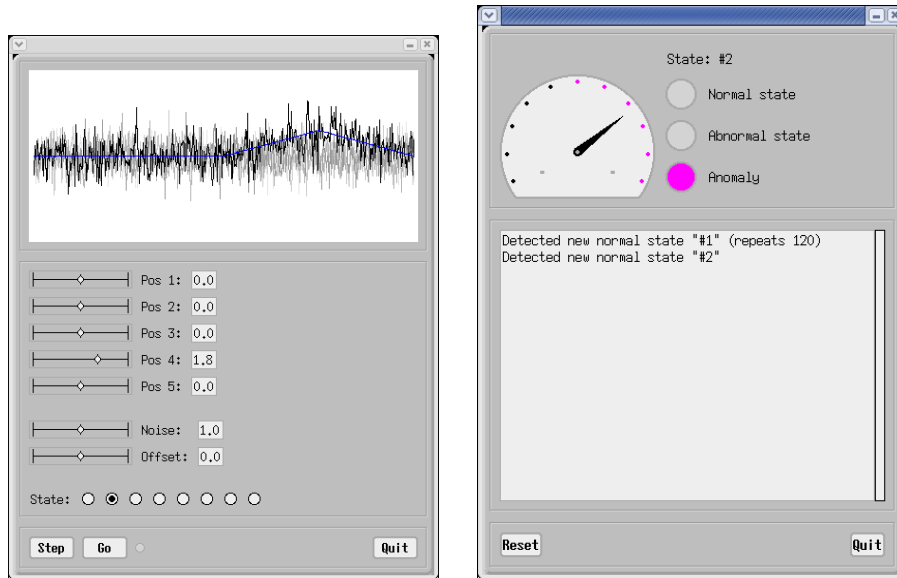 Pos 1: 0.0
Pos 2: 0.0
Pos 3: 0.0
Pos 4: 1.8
Pos 5: 0.0
Noise: 1.0
Offset: 0.0
State:
Step Go Quit
State: #2
Normal state
Abnormal state
Anomaly
Detected new normal state "#1" (repeats 120)
Detected new normal state "#2"
Reset Quit